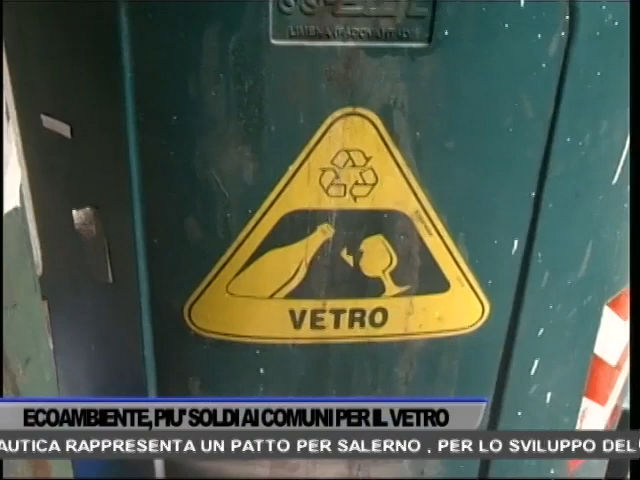 VETRO
ECOAMBIENTE, PIU' SOLDI AI COMUNI PER IL VETRO
AUTICA RAPPRESENTA UN PATTO PER SALERNO , PER LO SVILUPPO DEL